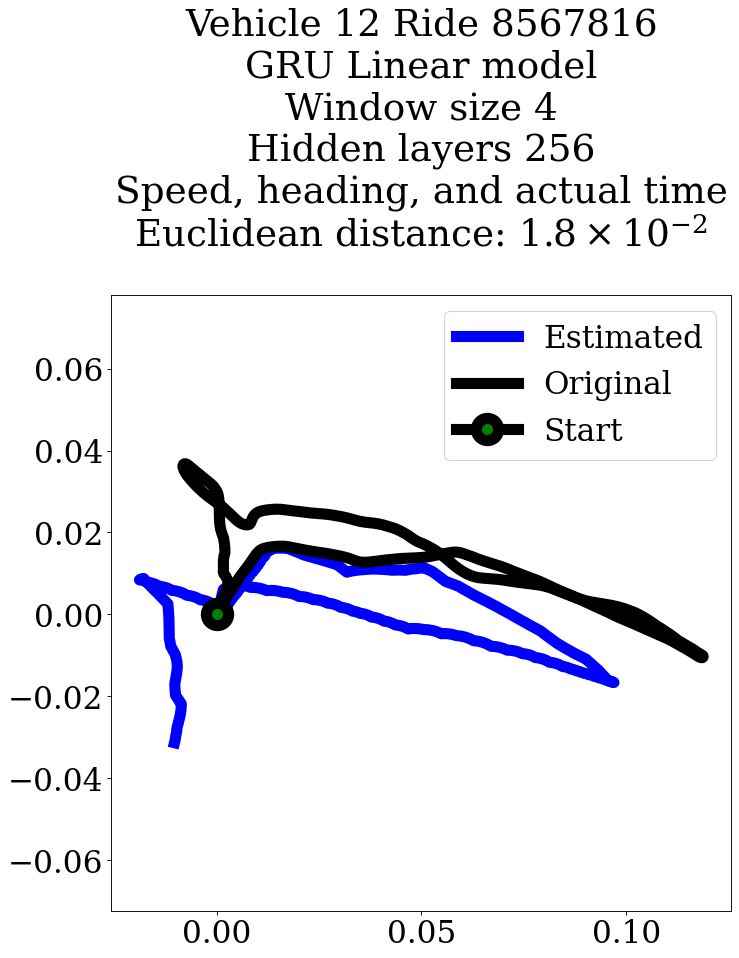 Vehicle 12 Ride 8567816
GRU Linear model
Window size 4
Hidden layers 256
Speed, heading, and actual time
Euclidean distance: 1.8 × 10⁻²
Estimated
Original
Start
0.06
0.04
0.02
0.00
−0.02
−0.04
−0.06
0.00 0.05 0.10